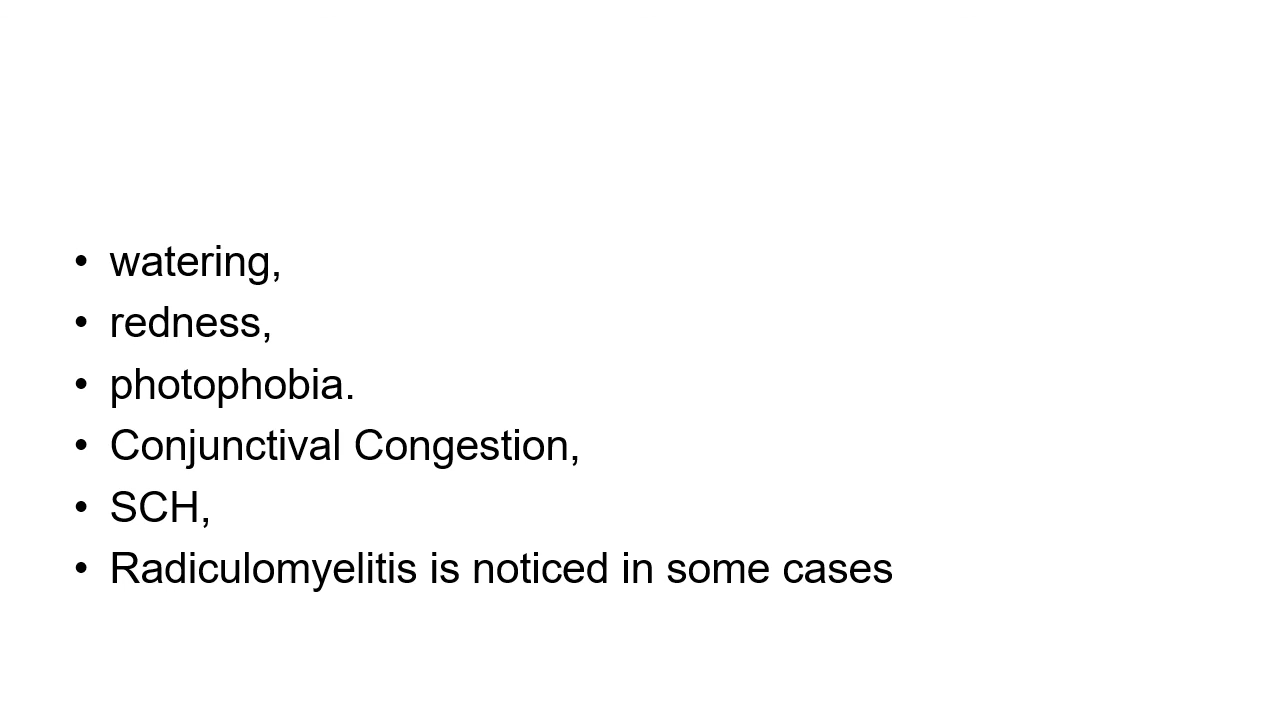 • watering,
• redness,
• photophobia.
• Conjunctival Congestion,
• SCH,
• Radiculomyelitis is noticed in some cases